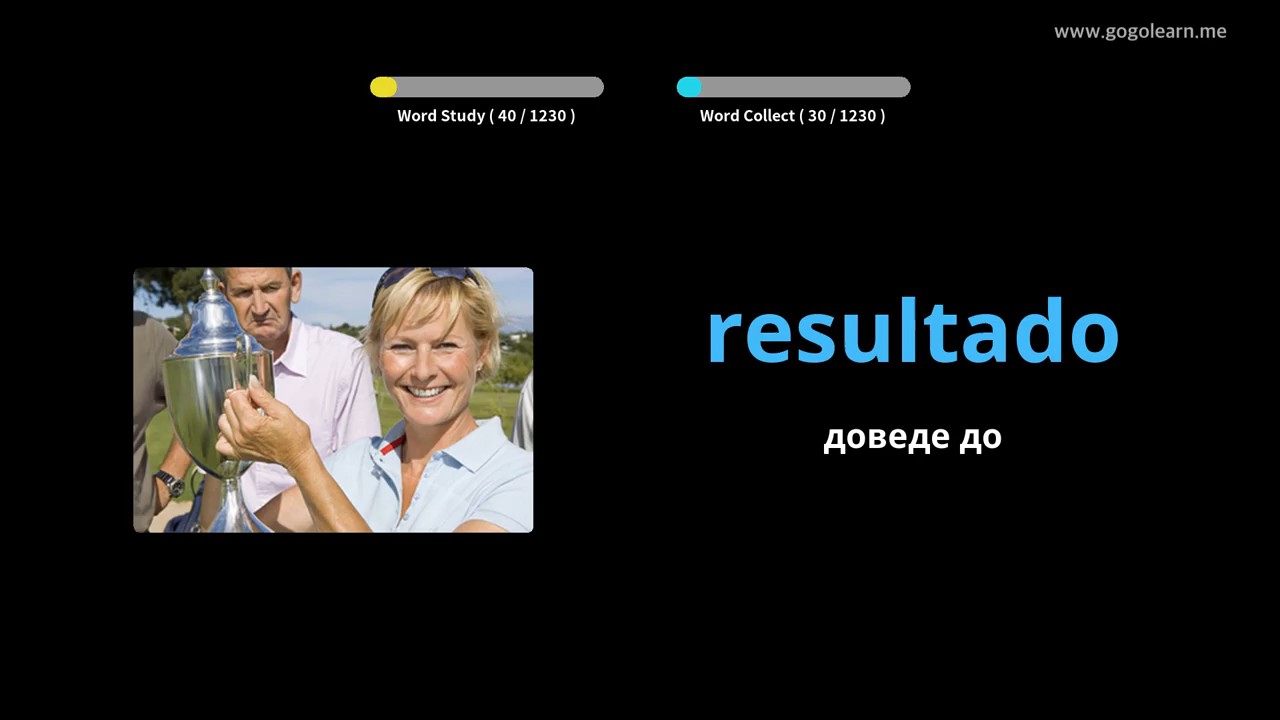 www.gogolearn.me
Word Study ( 40 / 1230 )
Word Collect ( 30 / 1230 )
resultado
доведе до